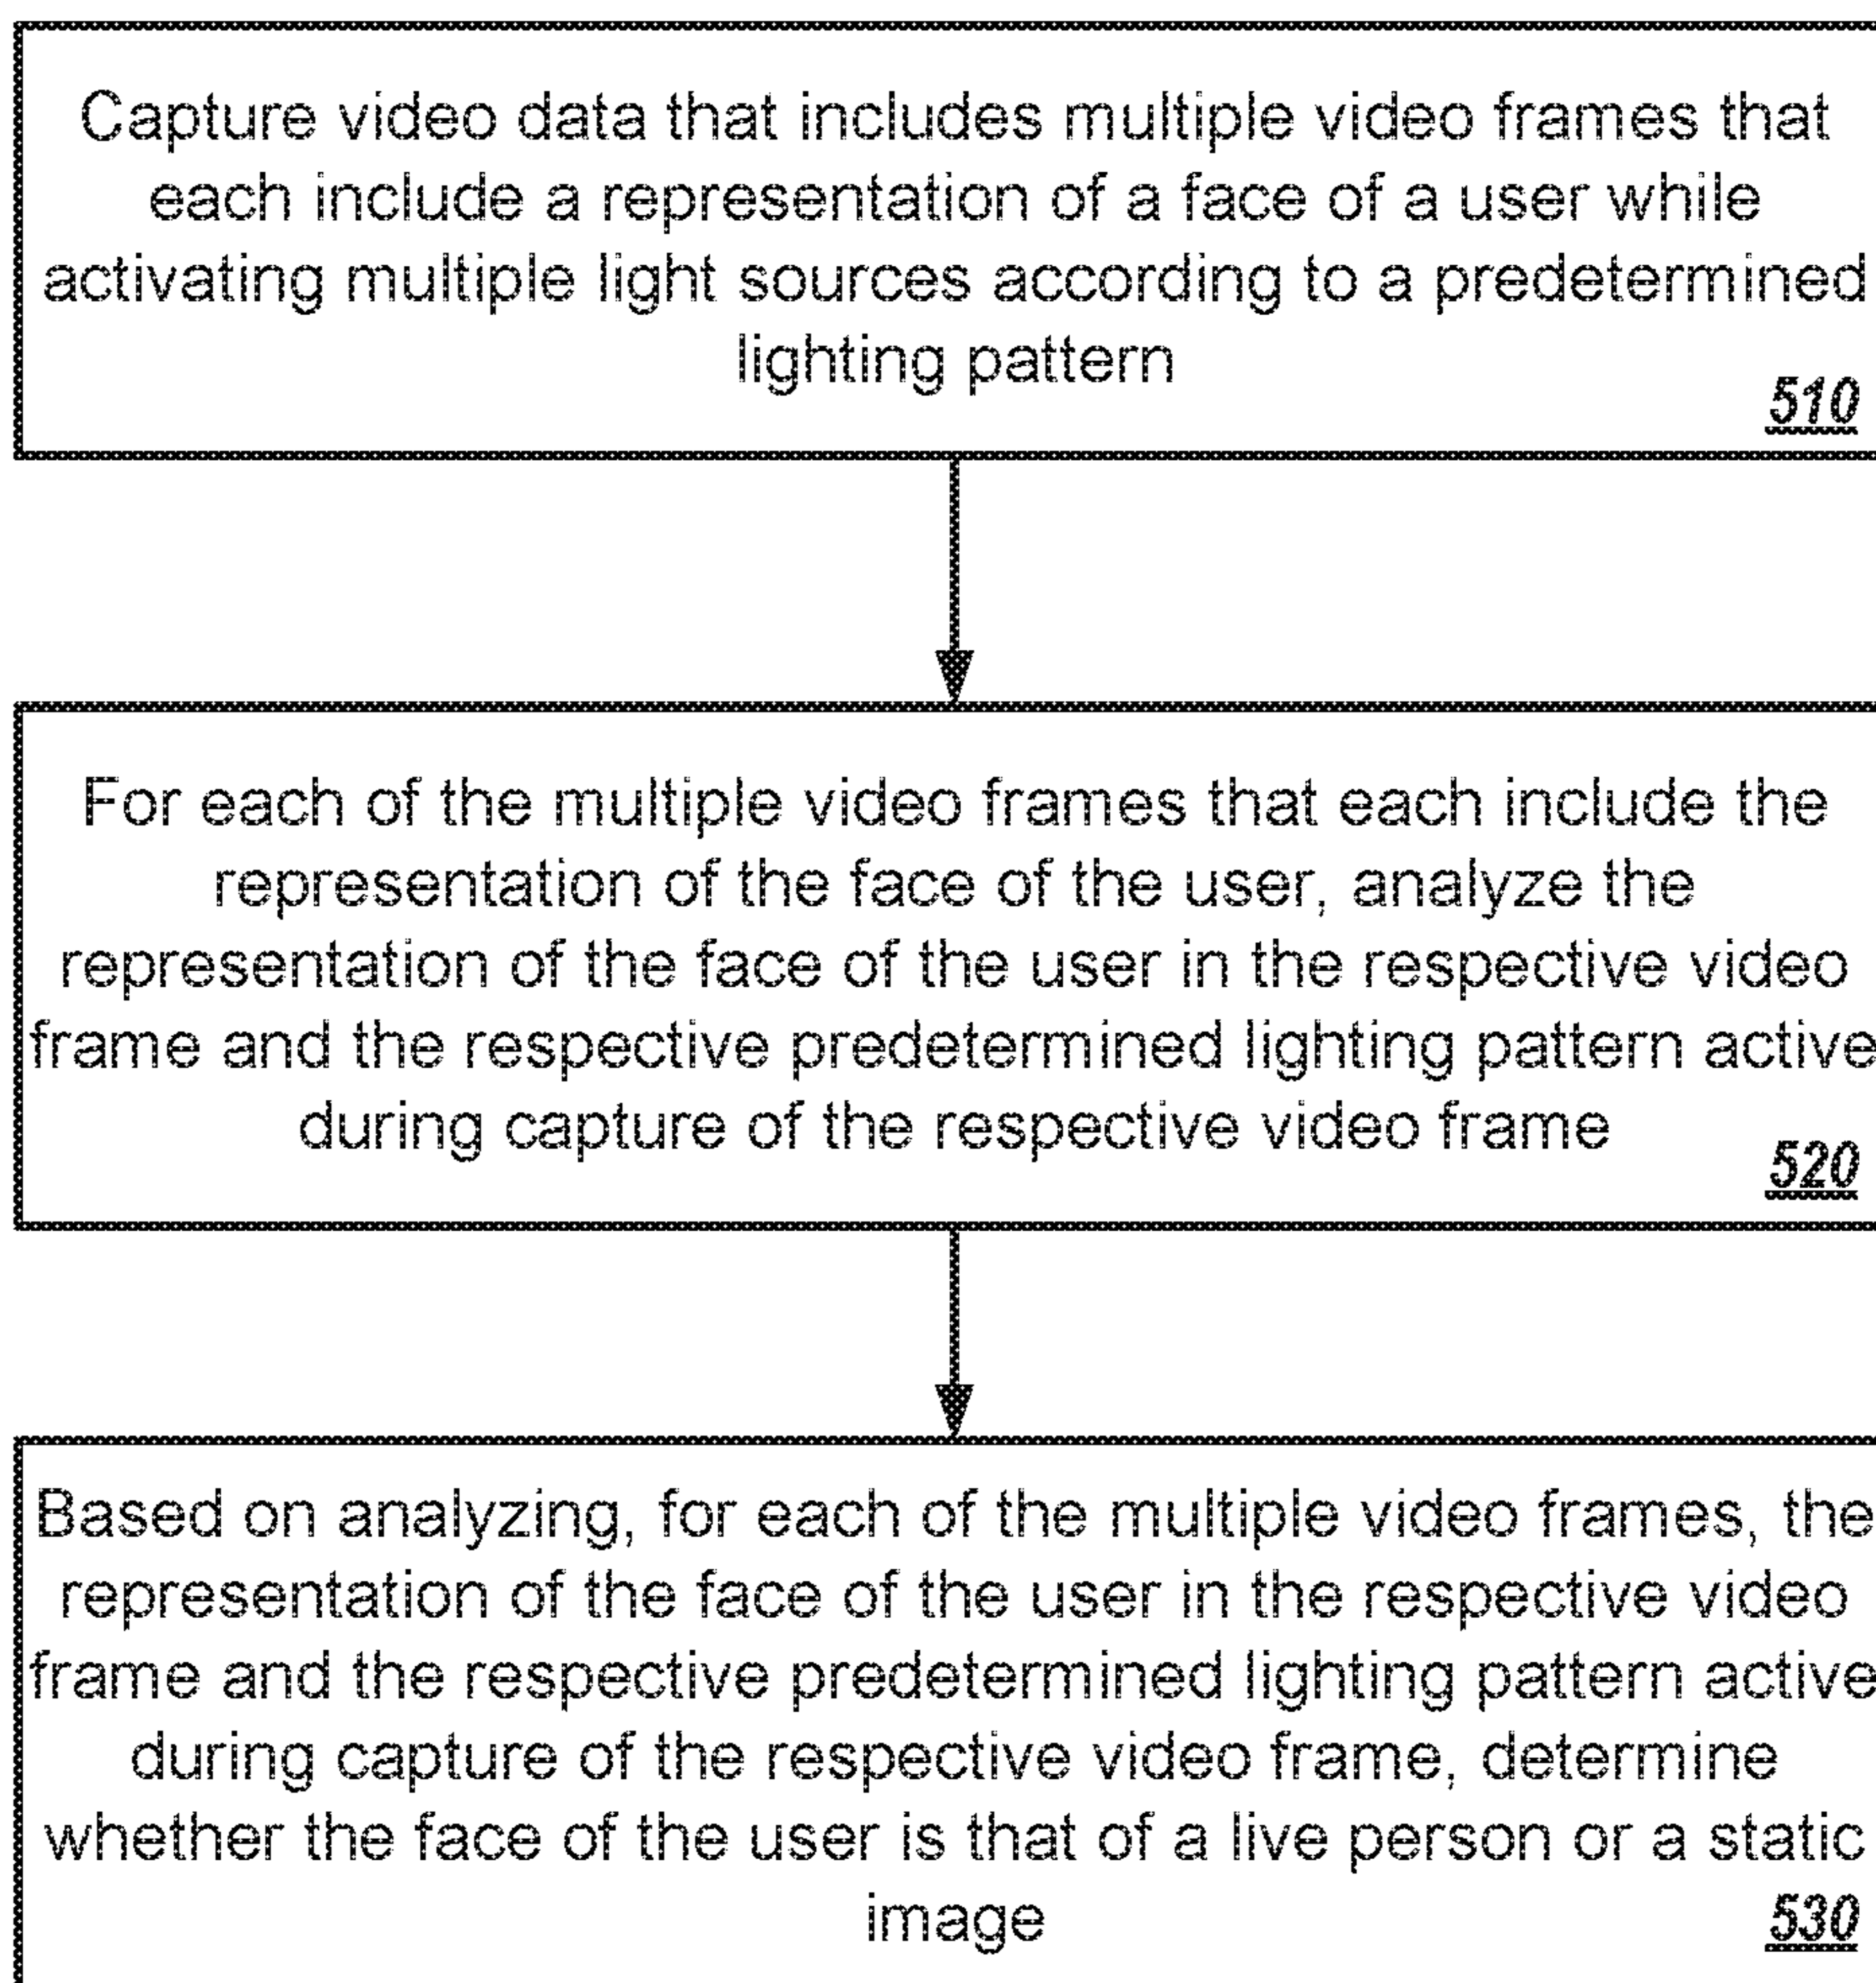 Capture video data that includes multiple video frames that
each include a representation of a face of a user while
activating multiple light sources according to a predetermined
lighting pattern
510
For each of the multiple video frames that each include the
representation of the face of the user, analyze the
representation of the face of the user in the respective video
frame and the respective predetermined lighting pattern active
during capture of the respective video frame
520
Based on analyzing, for each of the multiple video frames, the
representation of the face of the user in the respective video
frame and the respective predetermined lighting pattern active
during capture of the respective video frame, determine
whether the face of the user is that of a live person or a static
image
530